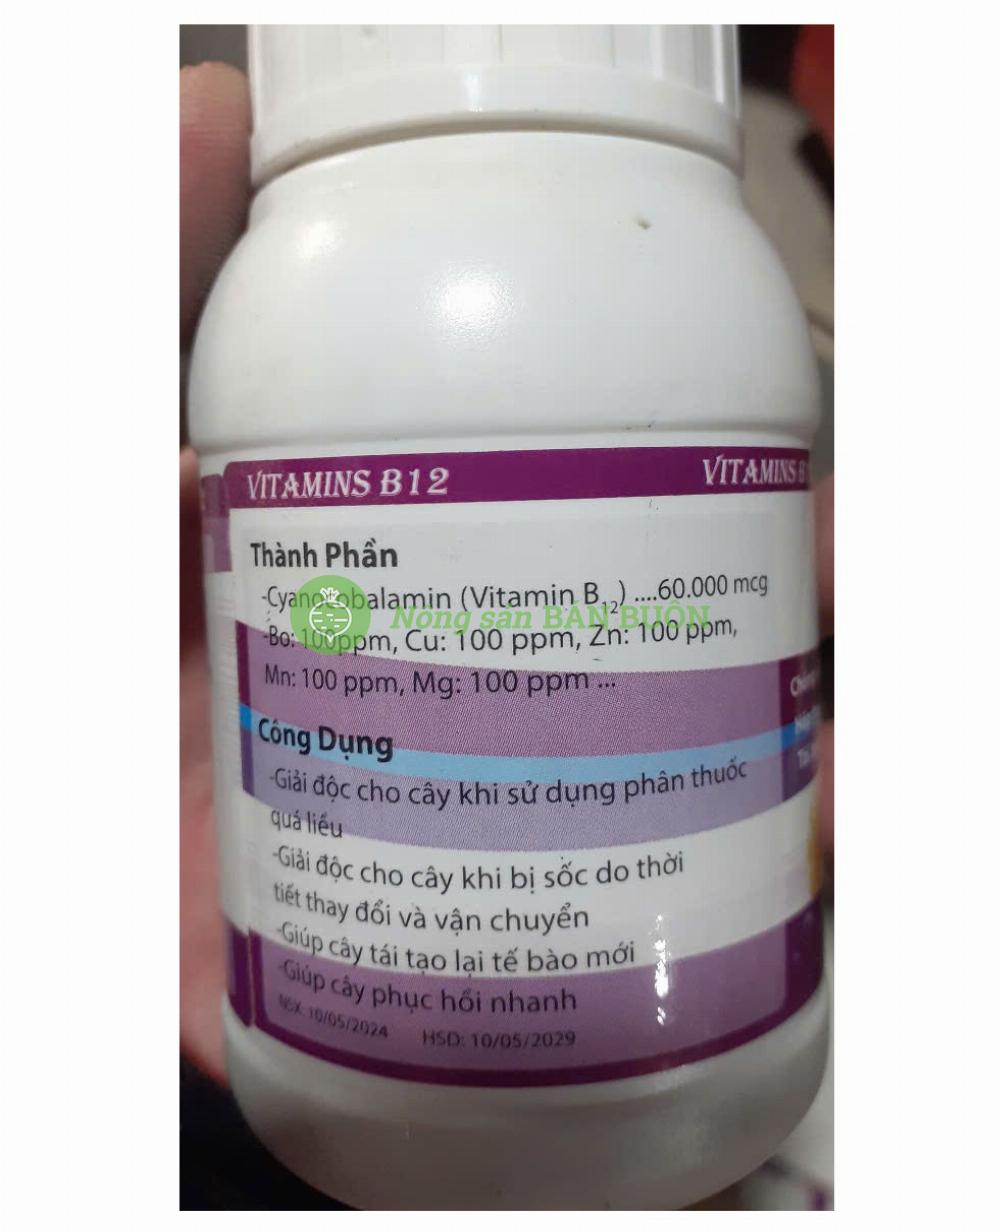 VITAMINS B12
VITAMINS B
Thành Phần
-Cyanocobalamin (Vitamin B12) ....60.000 mcg
Nông sản BÁN BUÔN
-Bo: 100ppm, Cu: 100 ppm, Zn: 100 ppm,
Mn: 100 ppm, Mg: 100 ppm ...
Công Dụng
-Giải độc cho cây khi sử dụng phân thuốc
quá liều
-Giải độc cho cây khi bị sốc do thời
tiết thay đổi và vận chuyển
-Giúp cây tái tạo lại tế bào mới
-Giúp cây phục hồi nhanh
NSX: 10/05/2024 HSD: 10/05/2029